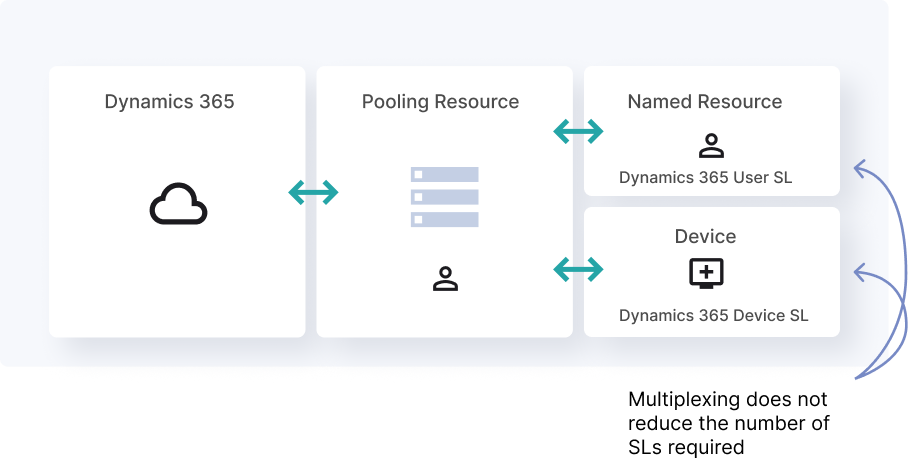 Dynamics 365
Pooling Resource
Named Resource
Dynamics 365 User SL
Device
Dynamics 365 Device SL
Multiplexing does not
reduce the number of
SLs required